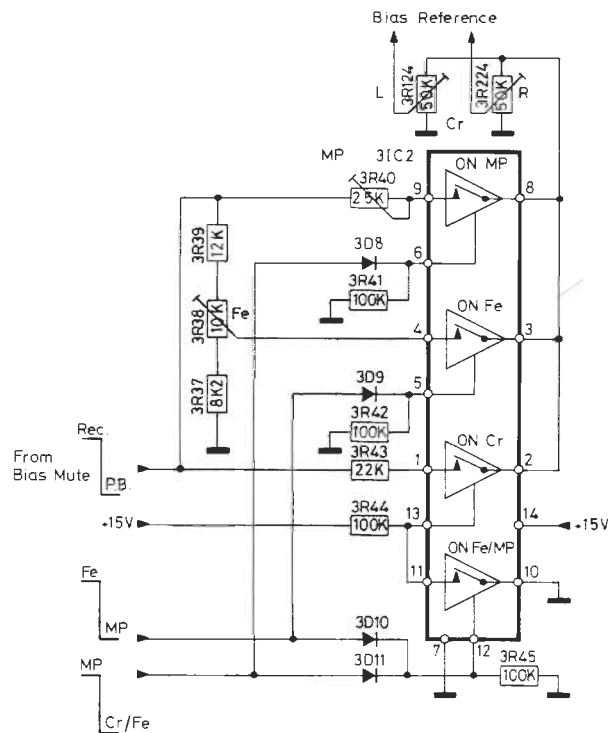 Bias Reference
L
3R124
50K
3R224
50K
R
Cr
MP
3IC2
ON MP
3R40
25K
9
8
3R39
12K
3D8
6
3R41
100K
ON Fe
3R38
10K
Fe
4
3
3D9
5
3R37
8K2
3R42
100K
ON Cr
Rec.
3R43
From
Bias Mute
P.B.
22K
1
2
3R44
+15V
100K
13
14
+15V
ON Fe/MP
11
10
Fe
MP
3D10
7
12
MP
3D11
3R45
100K
Cr/Fe